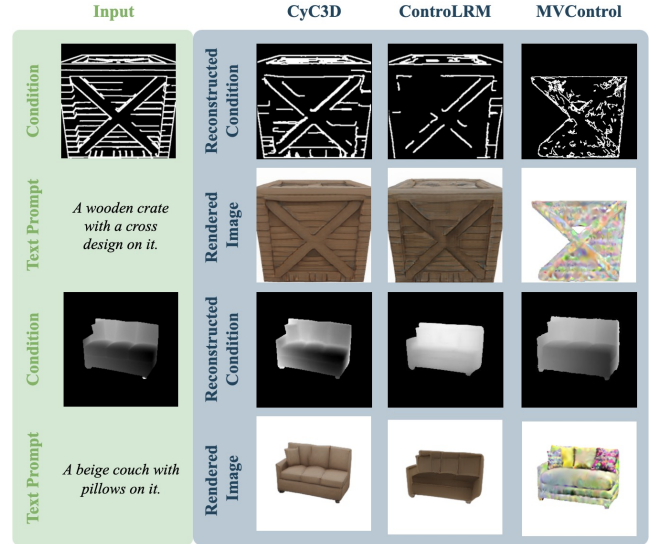 Input
CyC3D
ControLRM
MVControl
Condition
Reconstructed
Condition
Text Prompt
A wooden crate
with a cross
design on it.
Rendered
Image
Condition
Reconstructed
Condition
Text Prompt
A beige couch with
pillows on it.
Rendered
Image